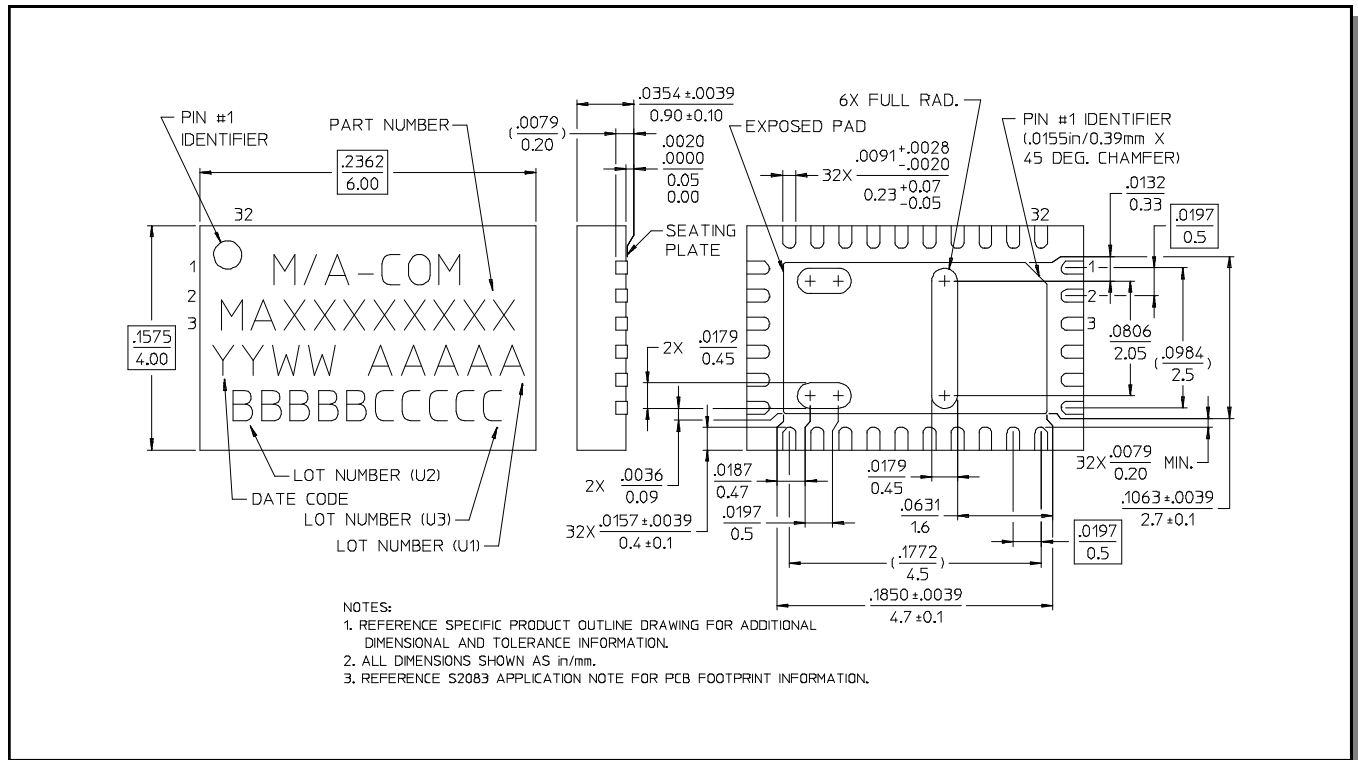 PIN #1
IDENTIFIER
PART NUMBER
.2362
6.00
32
1
2
3
.1575
4.00
M/A-COM
MAXXXXXXXXX
YYWW AAAAA
BBBBBCCCCC
LOT NUMBER (U2)
DATE CODE
LOT NUMBER (U3)
LOT NUMBER (U1)
.0354 ±.0039
0.90 ±0.10
(.0079
0.20)
.0020
.0000
0.05
0.00
SEATING
PLATE
EXPOSED PAD
6X FULL RAD.
32X .0091 +.0028
-.0020
0.23 +0.07
-0.05
PIN #1 IDENTIFIER
(.0155in/0.39mm X
45 DEG. CHAMFER)
32
.0132
0.33
.0197
0.5
1
2
3
2X .0179
0.45
.0806
2.05
(.0984
2.5)
2X .0036
0.09
32X .0157 ±.0039
0.4 ±0.1
.0187
0.47
.0197
0.5
.0179
0.45
.0631
1.6
32X .0079 MIN.
0.20
.1063 ±.0039
2.7 ±0.1
.0197
0.5
(.1772
4.5)
.1850 ±.0039
4.7 ±0.1
NOTES:
1. REFERENCE SPECIFIC PRODUCT OUTLINE DRAWING FOR ADDITIONAL
DIMENSIONAL AND TOLERANCE INFORMATION.
2. ALL DIMENSIONS SHOWN AS in/mm.
3. REFERENCE S2083 APPLICATION NOTE FOR PCB FOOTPRINT INFORMATION.